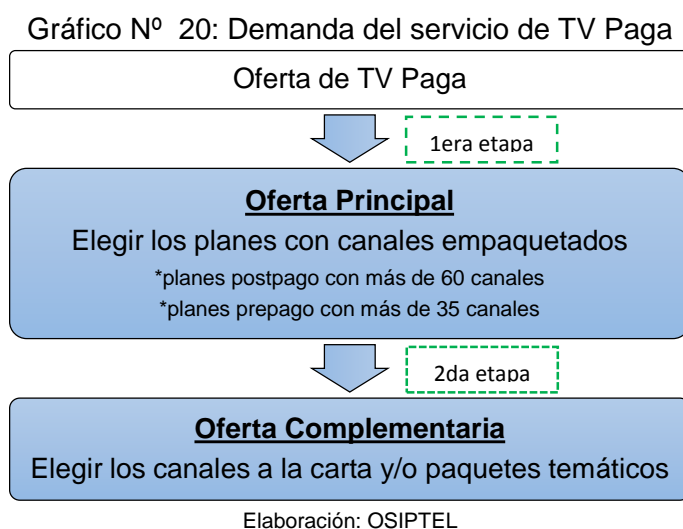 Gráfico Nº 20: Demanda del servicio de TV Paga
Oferta de TV Paga
1era etapa
Oferta Principal
Elegir los planes con canales empaquetados
*planes postpago con más de 60 canales
*planes prepago con más de 35 canales
2da etapa
Oferta Complementaria
Elegir los canales a la carta y/o paquetes temáticos
Elaboración: OSIPTEL